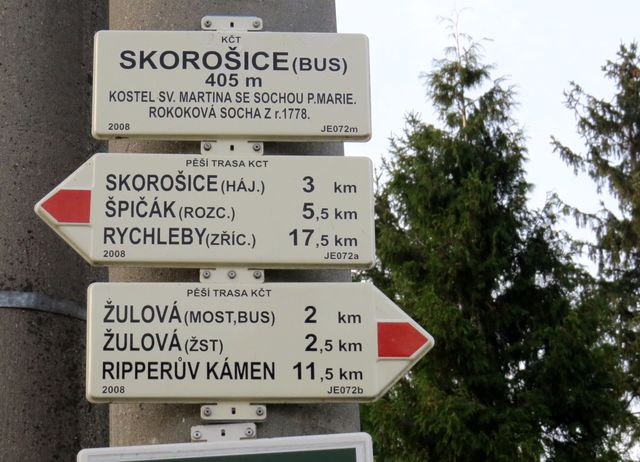 KČT
SKOROŠICE (BUS)
405 m
KOSTEL SV. MARTINA SE SOCHOU P.MARIE.
ROKOKOVÁ SOCHA Z r.1778.
2008 JE072m
PĚŠÍ TRASA KČT
SKOROŠICE (HÁJ.) 3 km
ŠPIČÁK (ROZC.) 5,5 km
RYCHLEBY (ZŘÍC.) 17,5 km
2008 JE072a
PĚŠÍ TRASA KČT
ŽULOVÁ (MOST,BUS) 2 km
ŽULOVÁ (ŽST) 2,5 km
RIPPERŮV KÁMEN 11,5 km
2008 JE072b